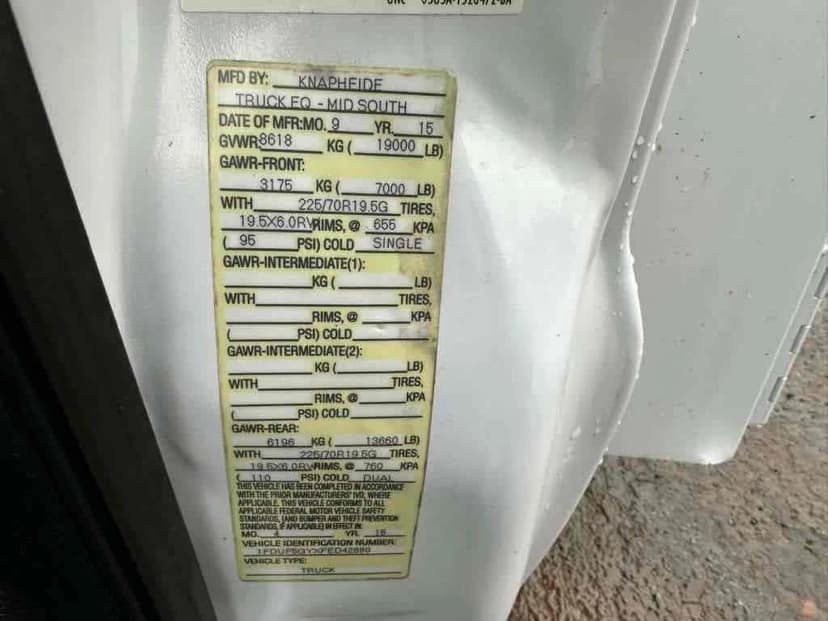 MFD BY: KNAPHEIDE
TRUCK EQ - MID SOUTH
DATE OF MFR:MO. 9 YR. 15
GVWR 8618 KG ( 19000 LB)
GAWR-FRONT:
3175 KG ( 7000 LB)
WITH 225/70R19.5G TIRES,
19.5X6.0RW RIMS, @ 655 KPA
( 95 PSI) COLD SINGLE
GAWR-INTERMEDIATE(1):
KG ( LB)
WITH TIRES,
RIMS, @ KPA
( PSI) COLD
GAWR-INTERMEDIATE(2):
KG ( LB)
WITH TIRES,
RIMS, @ KPA
( PSI) COLD
GAWR-REAR:
6196 KG ( 13660 LB)
WITH 225/70R19.5G TIRES,
19.5X6.0RW RIMS, @ 760 KPA
( 110 PSI) COLD DUAL
THIS VEHICLE HAS BEEN COMPLETED IN ACCORDANCE
WITH THE PRIOR MANUFACTURERS' IVD, WHERE
APPLICABLE. THIS VEHICLE CONFORMS TO ALL
APPLICABLE FEDERAL MOTOR VEHICLE SAFETY
STANDARDS, (AND BUMPER AND THEFT PREVENTION
STANDARDS, IF APPLICABLE) IN EFFECT IN:
MO. 4 YR. 15
VEHICLE IDENTIFICATION NUMBER:
VEHICLE TYPE:
TRUCK